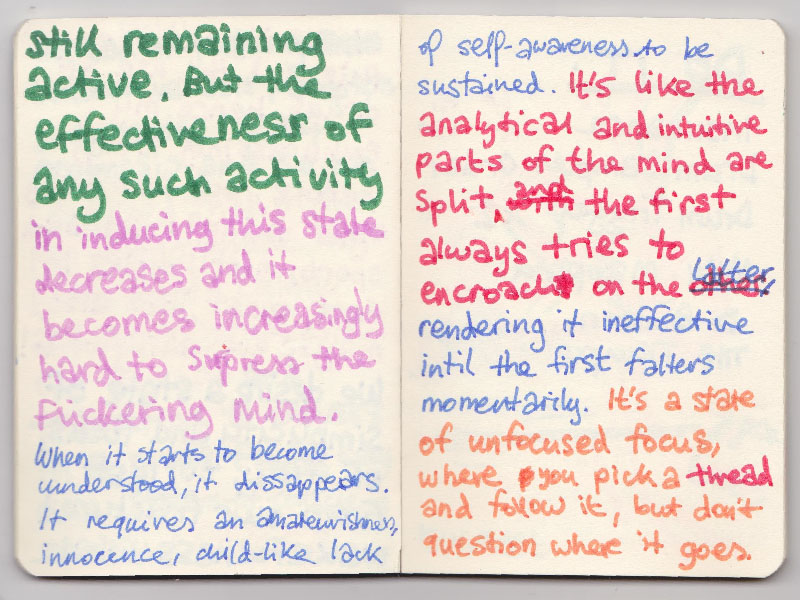 still remaining
active. But the
effectiveness of
any such activity
in inducing this state
decreases and it
becomes increasingly
hard to supress the
fuckering mind.
When it starts to become
understood, it dissappears.
It requires an amateurishness,
innocence, child-like lack
of self-awareness to be
sustained. It's like the
analytical and intuitive
parts of the mind are
split, and the first
always tries to
encroach on the latter,
rendering it ineffective
intil the first falters
momentarily. It's a state
of unfocused focus,
where you pick a thread
and follow it, but don't
question where it goes.